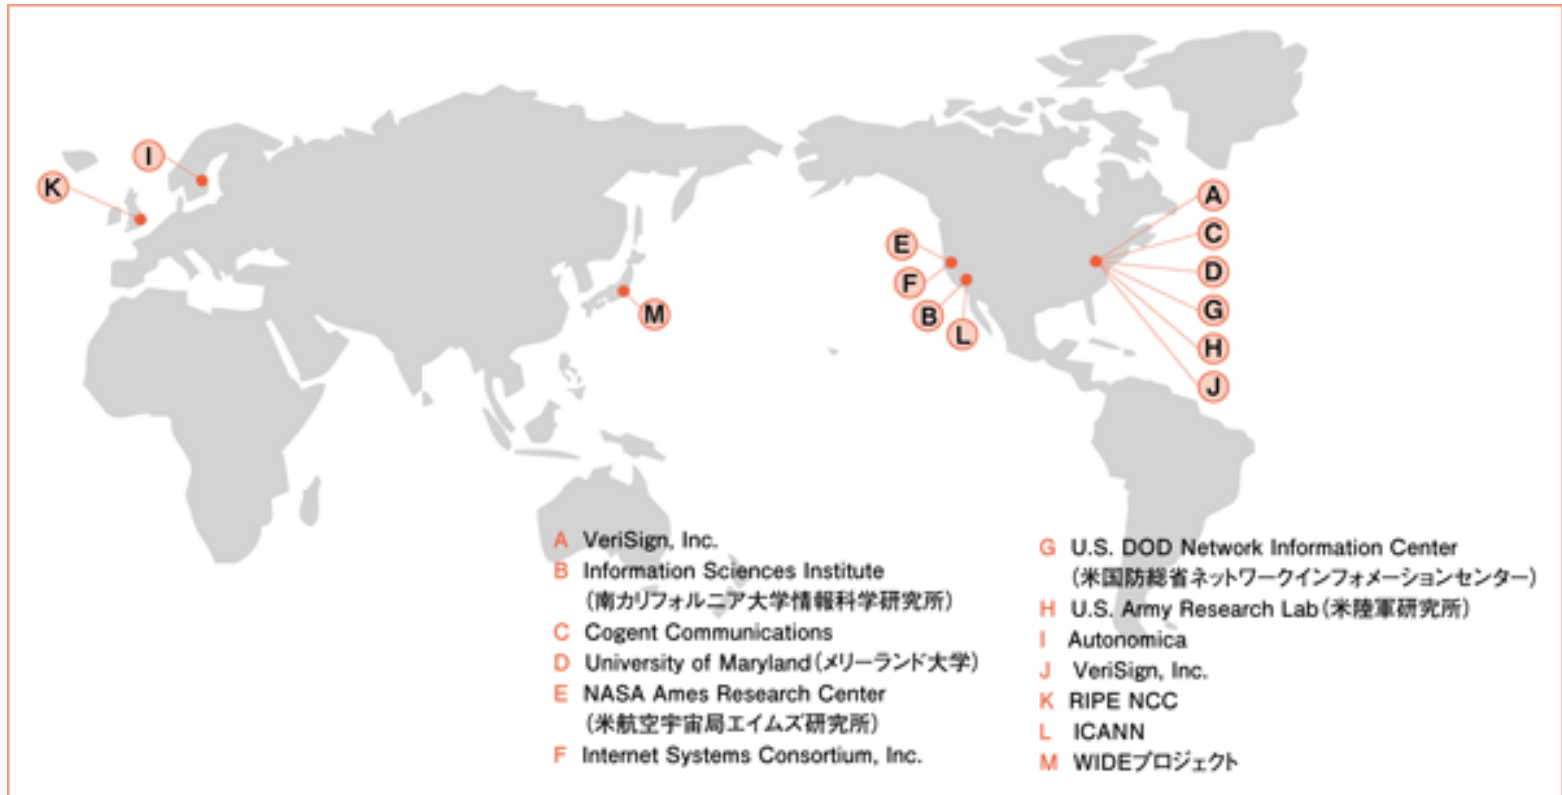 I
K
M
E
F
B
L
A
C
D
G
H
J
A VeriSign, Inc.
B Information Sciences Institute
(南カリフォルニア大学情報科学研究所)
C Cogent Communications
D University of Maryland(メリーランド大学)
E NASA Ames Research Center
(米航空宇宙局エイムズ研究所)
F Internet Systems Consortium, Inc.
G U.S. DOD Network Information Center
(米国防総省ネットワークインフォメーションセンター)
H U.S. Army Research Lab(米陸軍研究所)
I Autonomica
J VeriSign, Inc.
K RIPE NCC
L ICANN
M WIDEプロジェクト